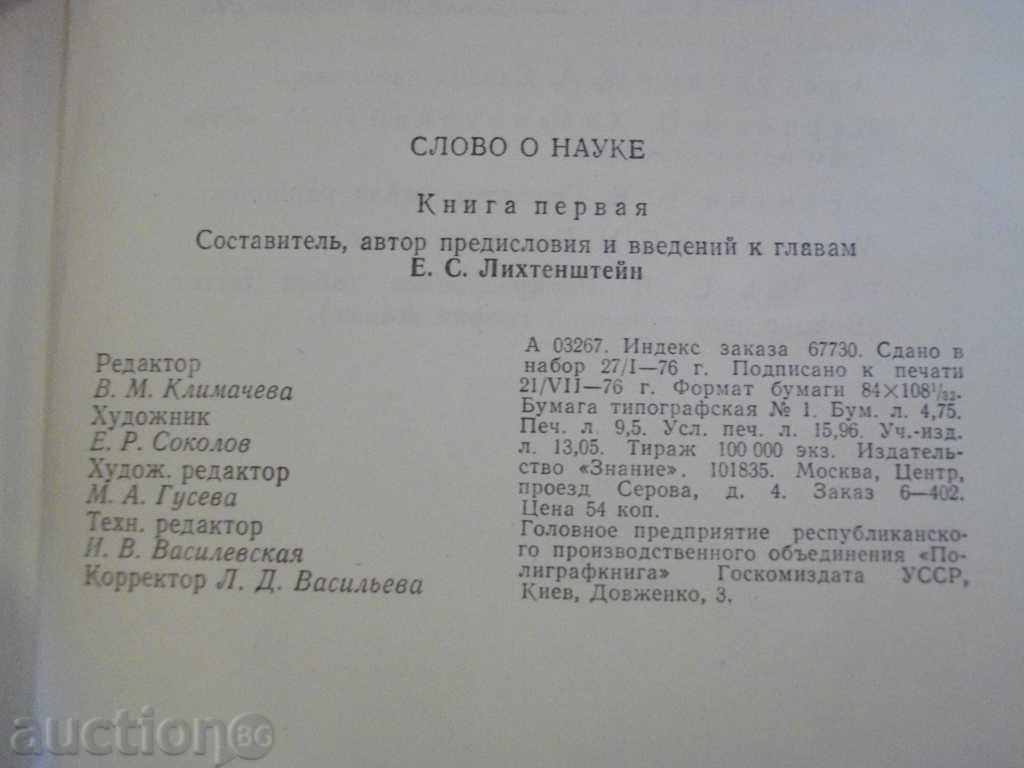 СЛОВО О НАУКЕ
Книга первая
Составитель, автор предисловия и введений к главам
Е. С. Лихтенштейн
Редактор
В. М. Климачева
Художник
Е. Р. Соколов
Худож. редактор
М. А. Гусева
Техн. редактор
И. В. Василевская
Корректор Л. Д. Васильева
А 03267. Индекс заказа 67730. Сдано в
набор 27/I—76 г. Подписано к печати
21/VII—76 г. Формат бумаги 84×108¹/₃₂.
Бумага типографская № 1. Бум. л. 4,75.
Печ. л. 9,5. Усл. печ. л. 15,96. Уч.-изд.
л. 13,05. Тираж 100 000 экз. Издатель-
ство «Знание». 101835. Москва, Центр,
проезд Серова, д. 4. Заказ 6—402.
Цена 54 коп.
Головное предприятие республиканско-
го производственного объединения «По-
лиграфкнига» Госкомиздата УССР,
Киев, Довженко, 3.
auction BG